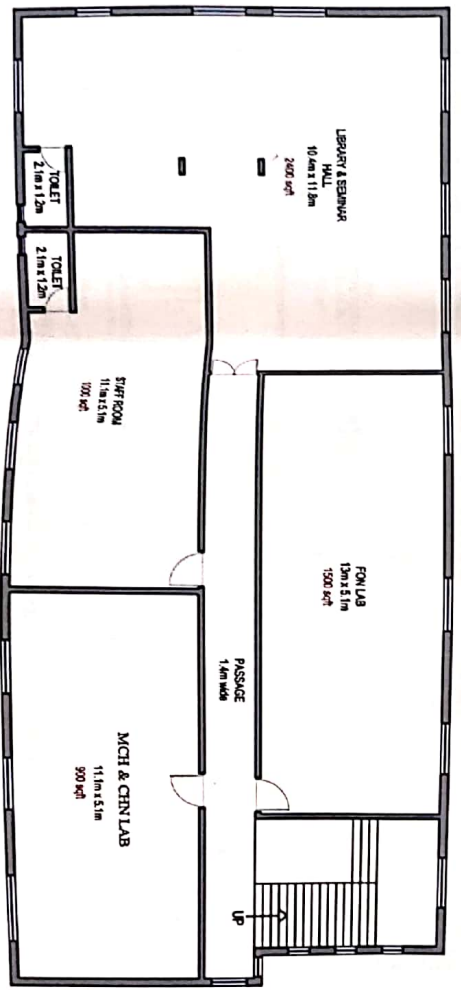 LIBRARY & SEMINAR
HALL
10.4m x 11.8m
2400 sqft
TOILET
2.1m x 1.2m
TOILET
2.1m x 1.2m
STAFF ROOM
11.1m x 5.1m
1000 sqft
FON LAB
13m x 5.1m
1500 sqft
PASSAGE
1.4m wide
MCH & CHN LAB
11.1m x 5.1m
900 sqft
UP